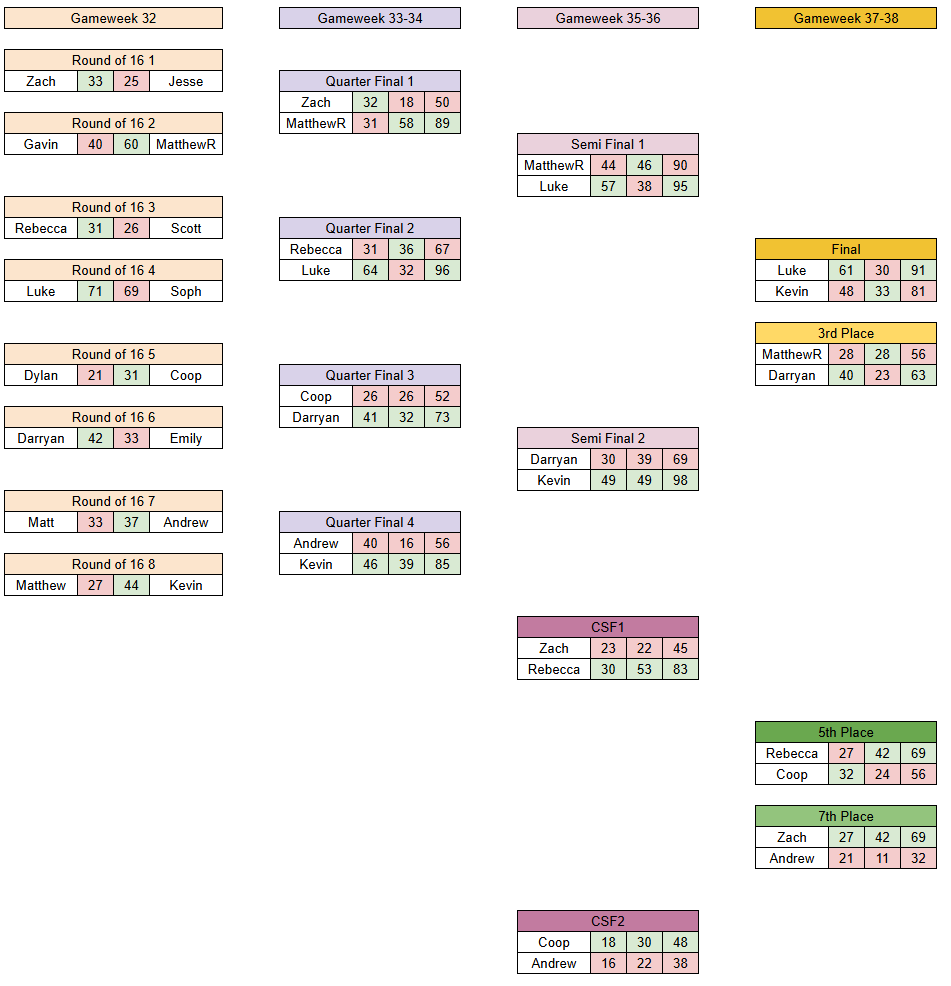 Gameweek 32
Round of 16 1
Zach 33 25 Jesse
Round of 16 2
Gavin 40 60 MatthewR
Round of 16 3
Rebecca 31 26 Scott
Round of 16 4
Luke 71 69 Soph
Round of 16 5
Dylan 21 31 Coop
Round of 16 6
Darryan 42 33 Emily
Round of 16 7
Matt 33 37 Andrew
Round of 16 8
Matthew 27 44 Kevin
Gameweek 33-34
Quarter Final 1
Zach 32 18 50
MatthewR 31 58 89
Quarter Final 2
Rebecca 31 36 67
Luke 64 32 96
Quarter Final 3
Coop 26 26 52
Darryan 41 32 73
Quarter Final 4
Andrew 40 16 56
Kevin 46 39 85
Gameweek 35-36
Semi Final 1
MatthewR 44 46 90
Luke 57 38 95
Semi Final 2
Darryan 30 39 69
Kevin 49 49 98
CSF1
Zach 23 22 45
Rebecca 30 53 83
CSF2
Coop 18 30 48
Andrew 16 22 38
Gameweek 37-38
Final
Luke 61 30 91
Kevin 48 33 81
3rd Place
MatthewR 28 28 56
Darryan 40 23 63
5th Place
Rebecca 27 42 69
Coop 32 24 56
7th Place
Zach 27 42 69
Andrew 21 11 32